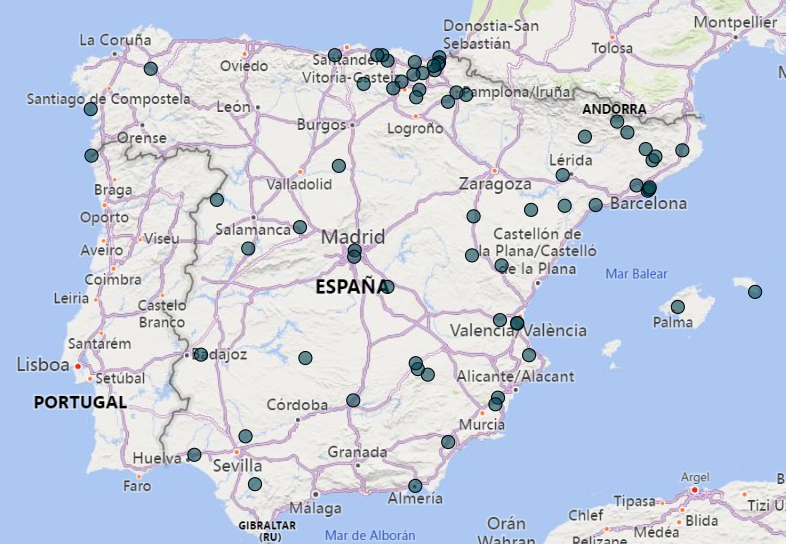 Montpellier
Donostia-San
Sebastián
La Coruña
Tolosa
Oviedo
Santander
Vitoria-Gasteiz
Pamplona/Iruña
Santiago de Compostela
León
ANDORRA
Orense
Burgos
Logroño
Lérida
Braga
Valladolid
Zaragoza
Barcelona
Oporto
Viseu
Salamanca
Madrid
Castellón de
la Plana/Castelló
de la Plana
Aveiro
Coimbra
Mar Balear
Leiria
Castelo
Branco
ESPAÑA
Palma
Santarém
Valencia/València
Lisboa
Badajoz
Setúbal
Alicante/Alacant
PORTUGAL
Córdoba
Murcia
Huelva
Sevilla
Granada
Faro
Málaga
Almería
Argel
Tipasa
B
Tizi U
GIBRALTAR
(RU)
Mar de Alborán
Orán
Wahran
Chlef
Blida
Medéa